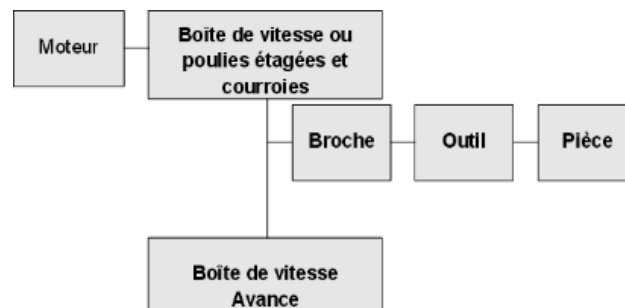 Moteur
Boîte de vitesse ou
poulies étagées et
courroies
Broche
Outil
Pièce
Boîte de vitesse
Avance